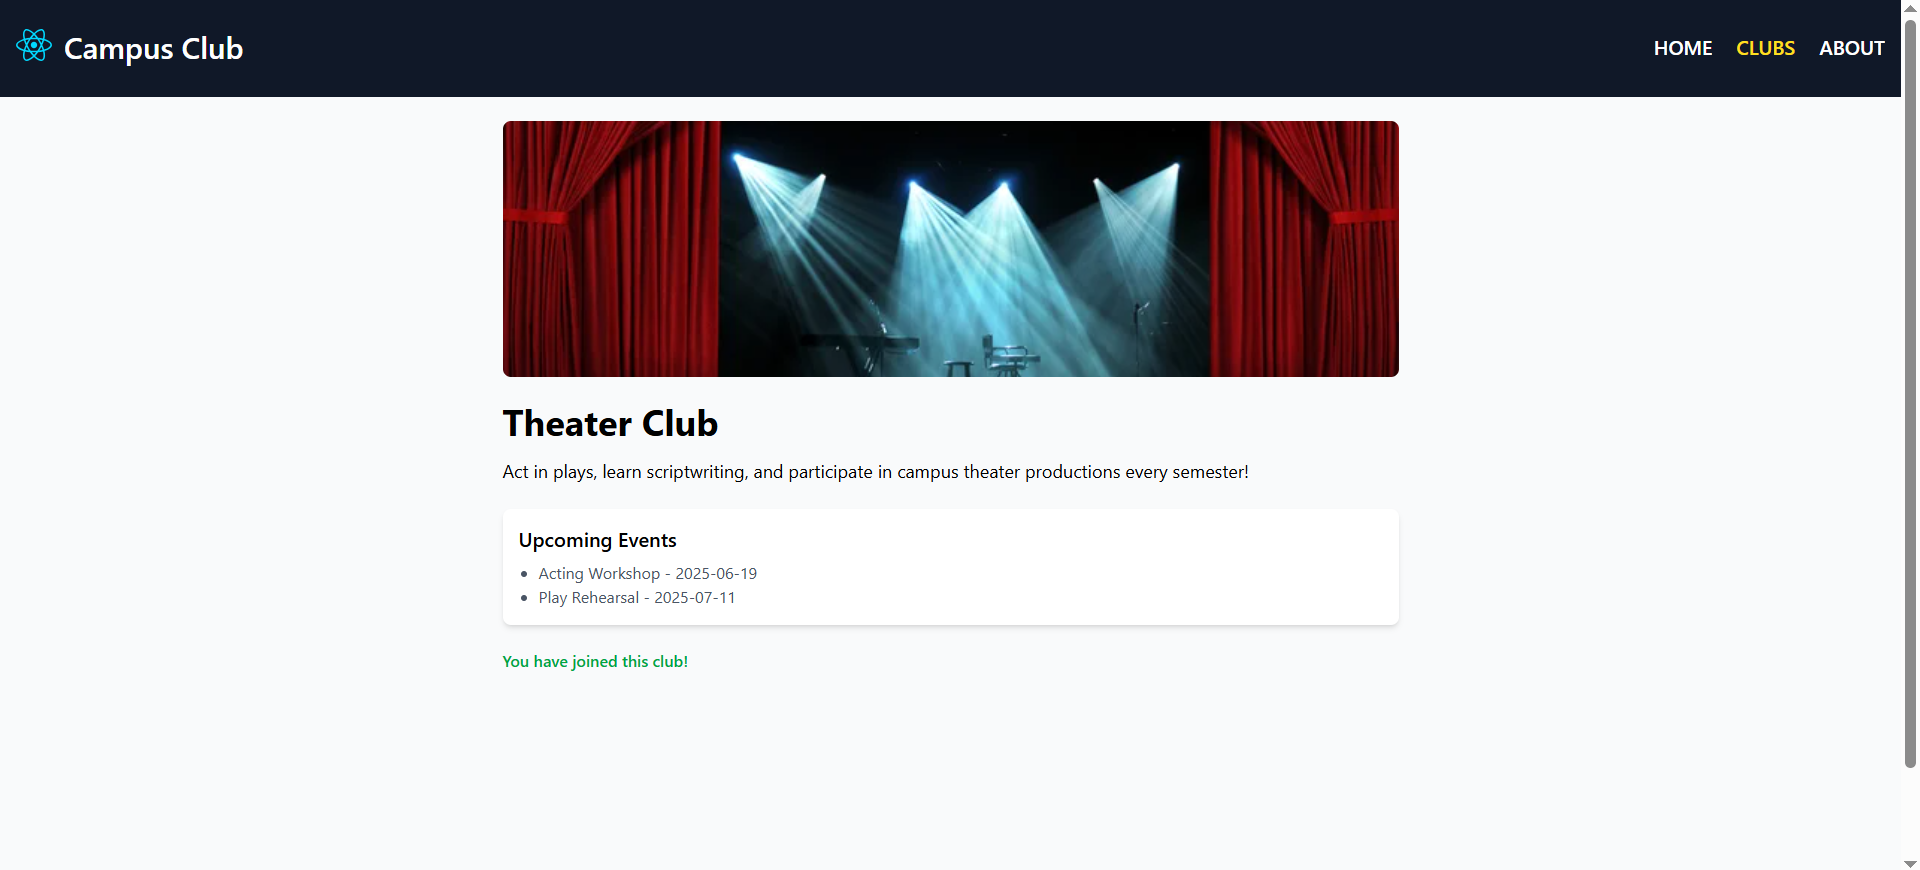 Campus Club
HOME CLUBS ABOUT
Theater Club
Act in plays, learn scriptwriting, and participate in campus theater productions every semester!
Upcoming Events
• Acting Workshop - 2025-06-19
• Play Rehearsal - 2025-07-11
You have joined this club!